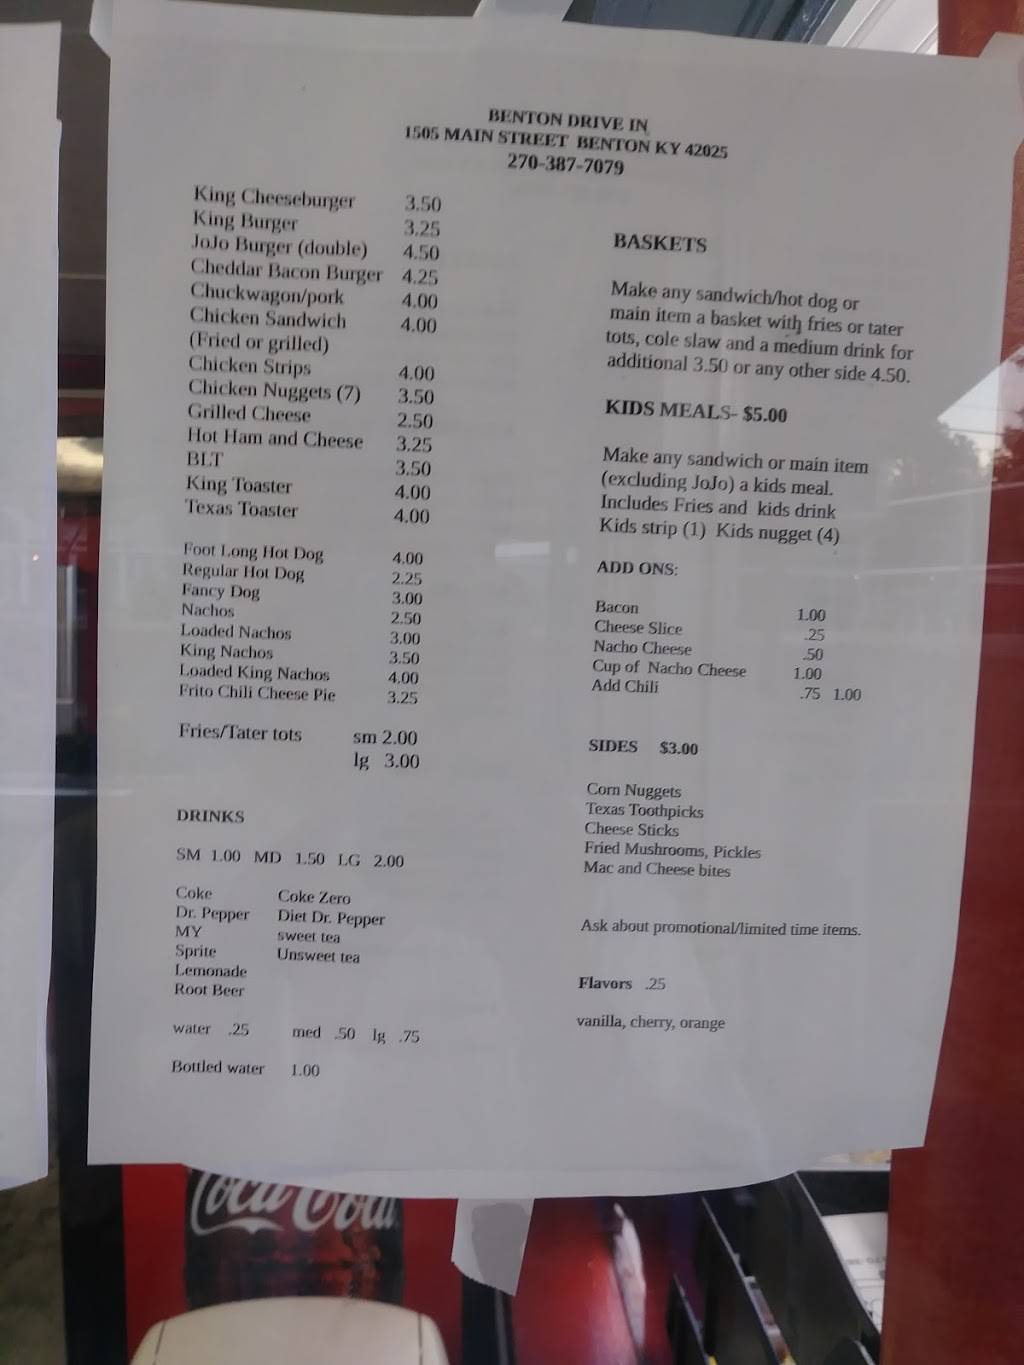 BENTON DRIVE IN
1505 MAIN STREET BENTON KY 42025
270-387-7079
King Cheeseburger 3.50
King Burger 3.25
JoJo Burger (double) 4.50
Cheddar Bacon Burger 4.25
Chuckwagon/pork 4.00
Chicken Sandwich 4.00
(Fried or grilled)
Chicken Strips 4.00
Chicken Nuggets (7) 3.50
Grilled Cheese 2.50
Hot Ham and Cheese 3.25
BLT 3.50
King Toaster 4.00
Texas Toaster 4.00
Foot Long Hot Dog 4.00
Regular Hot Dog 2.25
Fancy Dog 3.00
Nachos 2.50
Loaded Nachos 3.00
King Nachos 3.50
Loaded King Nachos 4.00
Frito Chili Cheese Pie 3.25
Fries/Tater tots sm 2.00
lg 3.00
DRINKS
SM 1.00 MD 1.50 LG 2.00
Coke Coke Zero
Dr. Pepper Diet Dr. Pepper
MY sweet tea
Sprite Unsweet tea
Lemonade
Root Beer
water .25 med .50 lg .75
Bottled water 1.00
BASKETS
Make any sandwich/hot dog or
main item a basket with fries or tater
tots, cole slaw and a medium drink for
additional 3.50 or any other side 4.50.
KIDS MEALS- $5.00
Make any sandwich or main item
(excluding JoJo) a kids meal.
Includes Fries and kids drink
Kids strip (1) Kids nugget (4)
ADD ONS:
Bacon 1.00
Cheese Slice .25
Nacho Cheese .50
Cup of Nacho Cheese 1.00
Add Chili .75 1.00
SIDES $3.00
Corn Nuggets
Texas Toothpicks
Cheese Sticks
Fried Mushrooms, Pickles
Mac and Cheese bites
Ask about promotional/limited time items.
Flavors .25
vanilla, cherry, orange
Coca Cola